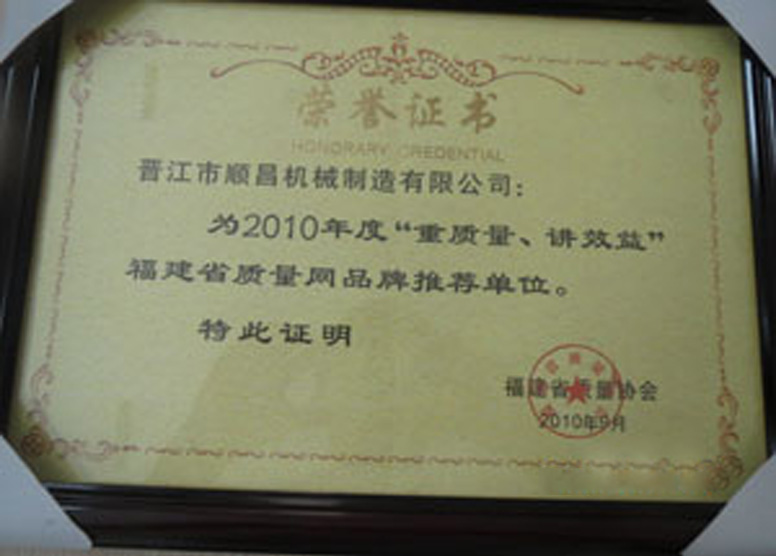 荣誉证书
HONORARY CREDENTIAL
晋江市顺昌机械制造有限公司:
为2010年度“重质量、讲效益”
福建省质量网品牌推荐单位。
特此证明
福建省质量协会
2010年9月